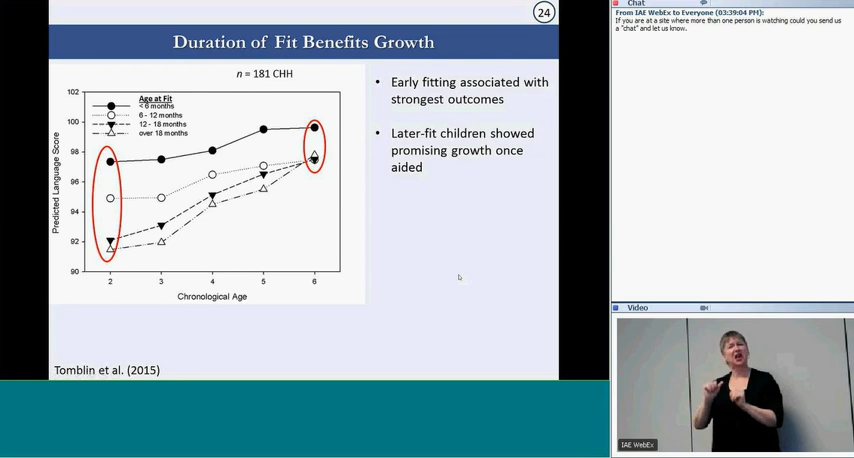 24
Duration of Fit Benefits Growth
n = 181 CHH
Age at Fit
< 6 months
6 - 12 months
12 - 18 months
over 18 months
102
100
98
96
94
92
90
Predicted Language Score
2 3 4 5 6
Chronological Age
• Early fitting associated with
strongest outcomes
• Later-fit children showed
promising growth once
aided
Tomblin et al. (2015)
Chat
From IAE WebEx to Everyone (03:39:04 PM):
If you are at a site where more than one person is watching could you send us
a "chat" and let us know.
Video
IAE WebEx